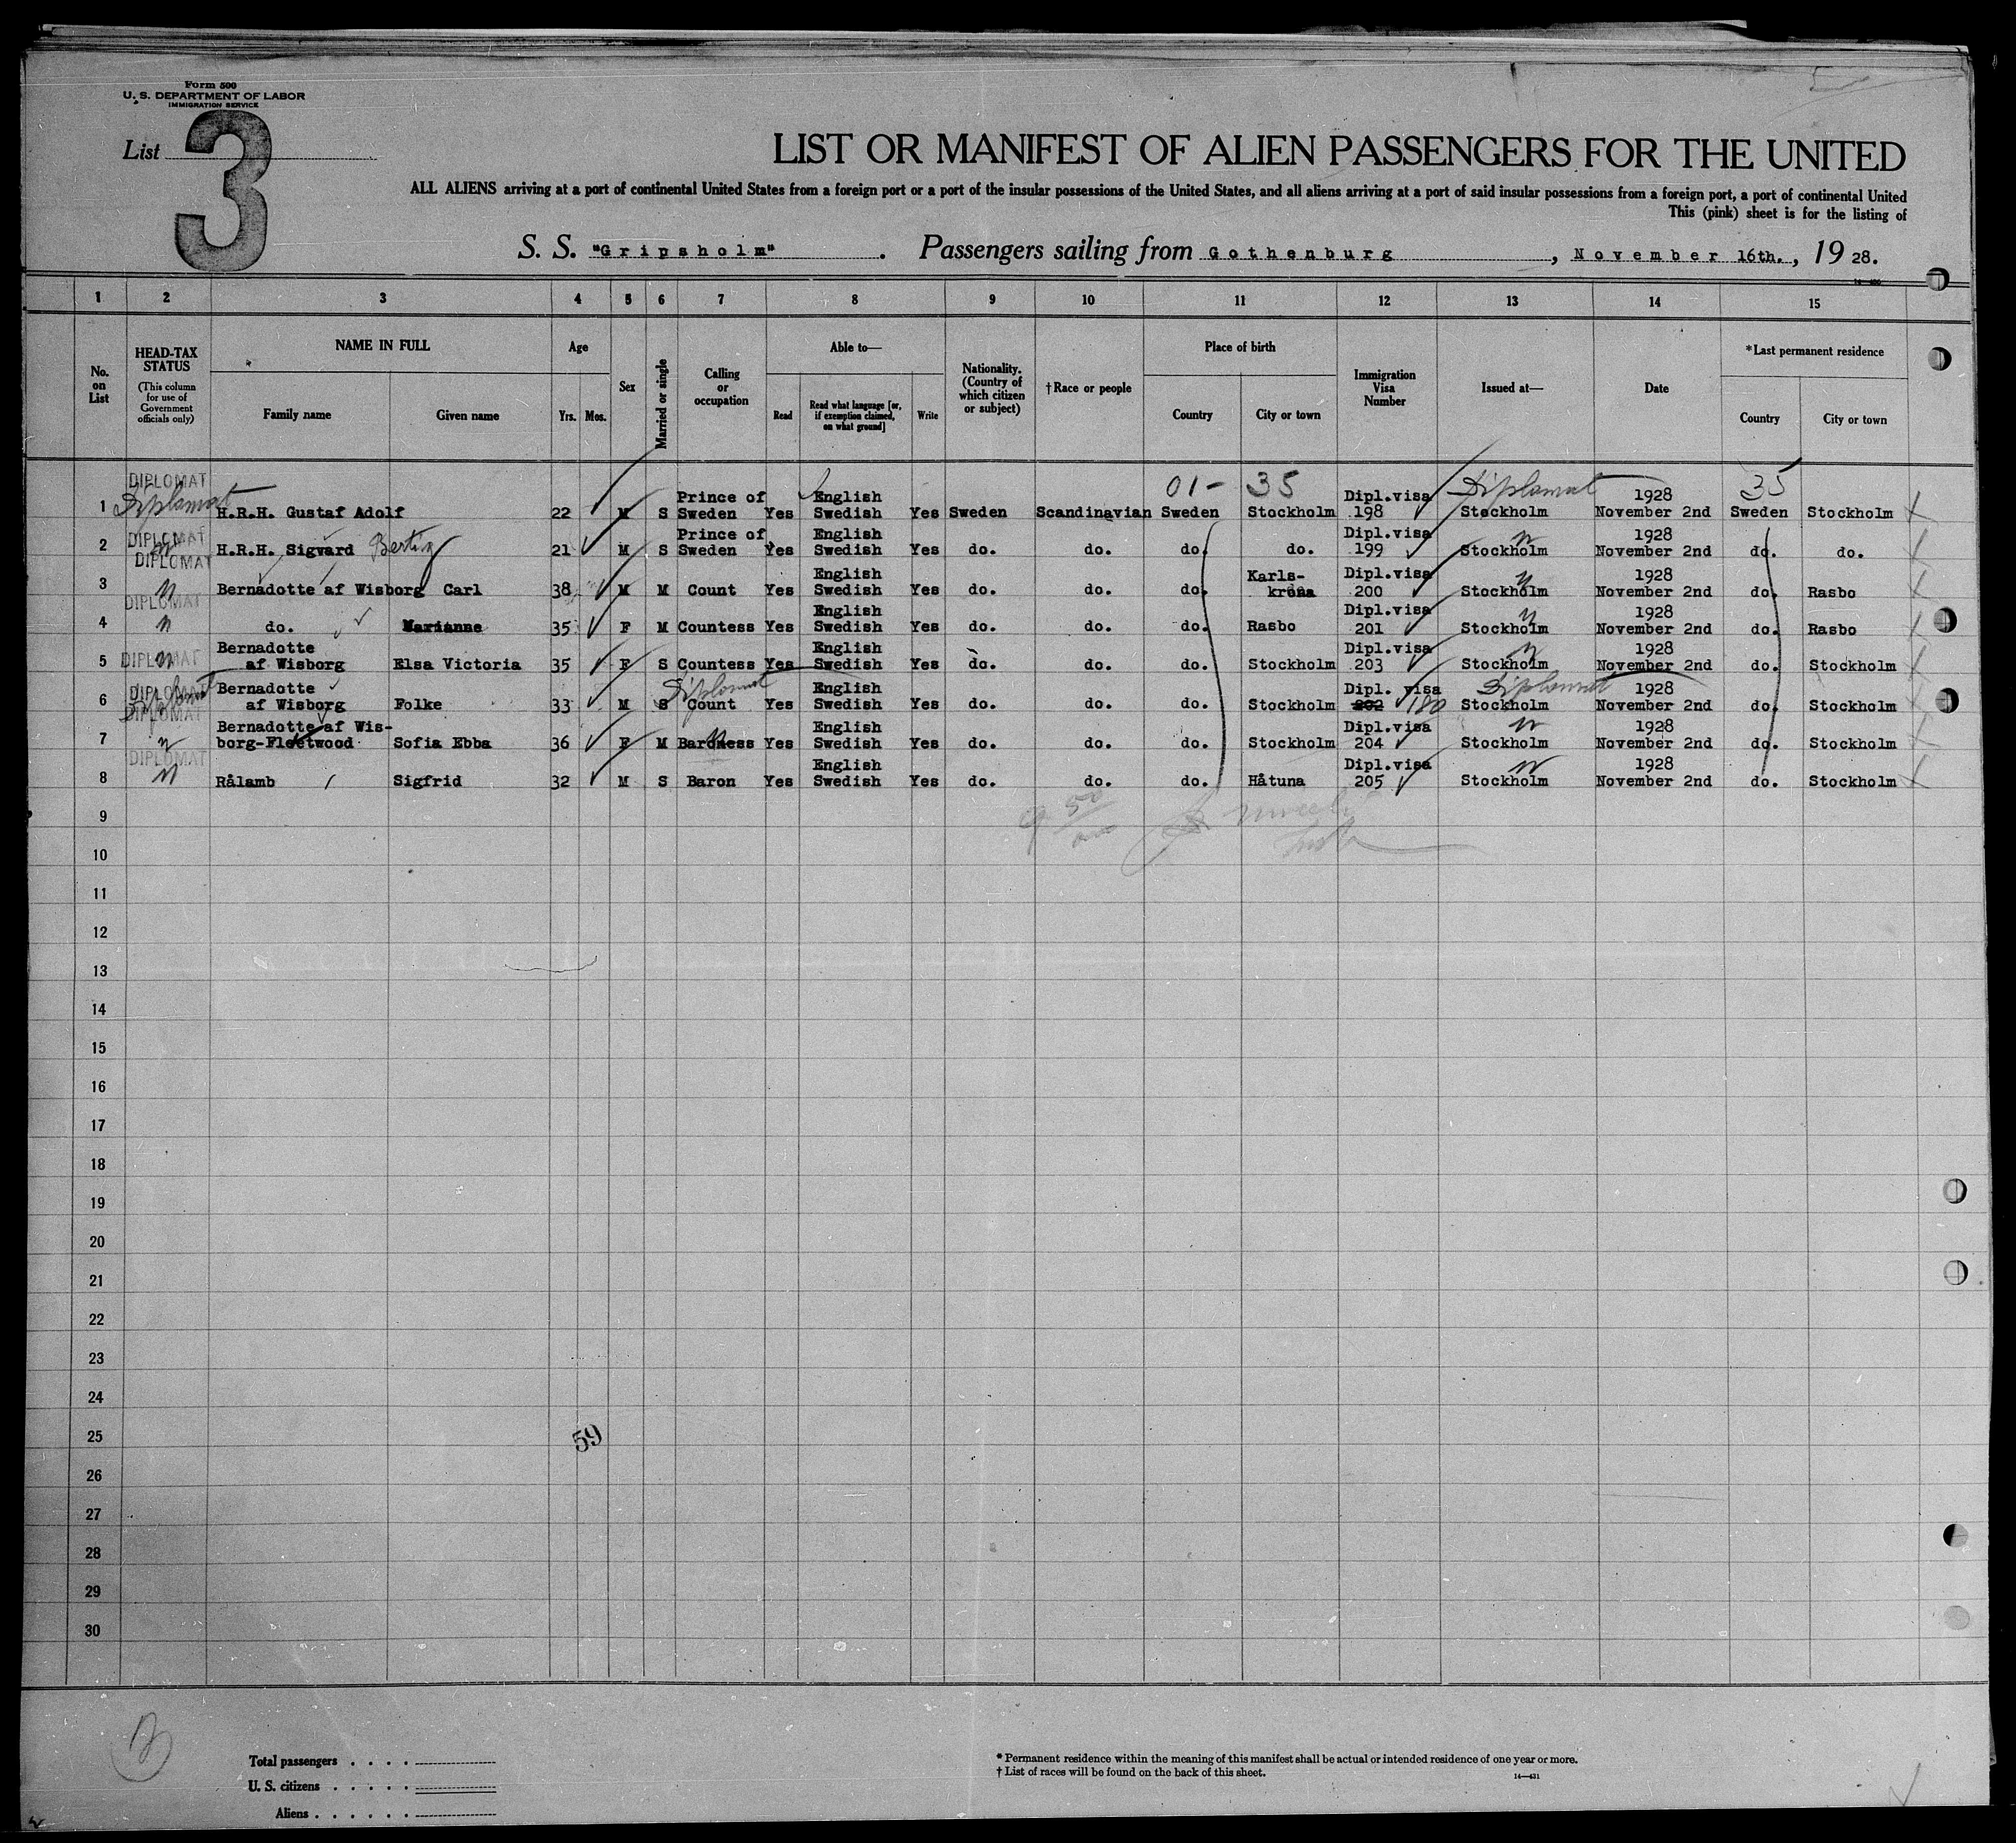 Form 500
U. S. DEPARTMENT OF LABOR
IMMIGRATION SERVICE
List 3
LIST OR MANIFEST OF ALIEN PASSENGERS FOR THE UNITED
ALL ALIENS arriving at a port of continental United States from a foreign port or a port of the insular possessions of the United States, and all aliens arriving at a port of said insular possessions from a foreign port, a port of continental United
This (pink) sheet is for the listing of
S. S. "Gripsholm". Passengers sailing from Gothenburg, November 16th., 19 28.
14-430
1 2 3 4 5 6 7 8 9 10 11 12 13 14 15
No. on List
HEAD-TAX STATUS (This column for use of Government officials only)
NAME IN FULL
Family name
Given name
Age
Yrs. Mos.
Sex
Married or single
Calling or occupation
Able to—
Read
Read what language [or, if exemption claimed, on what ground]
Write
Nationality. (Country of which citizen or subject)
†Race or people
Place of birth
Country
City or town
Immigration Visa Number
Issued at—
Date
*Last permanent residence
Country
City or town
DIPLOMAT 01- 35 35
Diplomat Prince of English Dipl.visa Diplomat 1928
1 H.R.H. Gustaf Adolf 22 M S Sweden Yes Swedish Yes Sweden Scandinavian Sweden Stockholm 198 Stockholm November 2nd Sweden Stockholm
DIPLOMAT Prince of English Dipl.visa 1928
2 H.R.H. Sigvard Bertig 21 M S Sweden Yes Swedish Yes do. do. do. do. 199 Stockholm November 2nd do. do.
DIPLOMAT English Karls- Dipl.visa 1928
3 Bernadotte af Wisborg Carl 38 M M Count Yes Swedish Yes do. do. do. krona 200 Stockholm November 2nd do. Rasbo
DIPLOMAT English Dipl.visa 1928
4 do. Marianne 35 F M Countess Yes Swedish Yes do. do. do. Rasbo 201 Stockholm November 2nd do. Rasbo
Bernadotte Dipl.visa 1928
5 DIPLOMAT af Wisborg Elsa Victoria 35 F S Countess Yes Swedish Yes do. do. do. Stockholm 203 Stockholm November 2nd do. Stockholm
DIPLOMAT Bernadotte Diplomat English Dipl. visa Diplomat 1928
6 Diplomat af Wisborg Folke 33 M S Count Yes Swedish Yes do. do. do. Stockholm 202 180 Stockholm November 2nd do. Stockholm
DIPLOMAT Bernadotte af Wis- English Dipl.visa 1928
7 borg-Fleetwood Sofia Ebba 36 F M Baroness Yes Swedish Yes do. do. do. Stockholm 204 Stockholm November 2nd do. Stockholm
DIPLOMAT English Dipl.visa 1928
8 Rålamb Sigfrid 32 M S Baron Yes Swedish Yes do. do. do. Håtuna 205 Stockholm November 2nd do. Stockholm
9
10
11
12
13
14
15
16
17
18
19
20
21
22
23
24
25
59
26
27
28
29
30
Total passengers
U. S. citizens
Aliens
* Permanent residence within the meaning of this manifest shall be actual or intended residence of one year or more.
† List of races will be found on the back of this sheet.
14-431